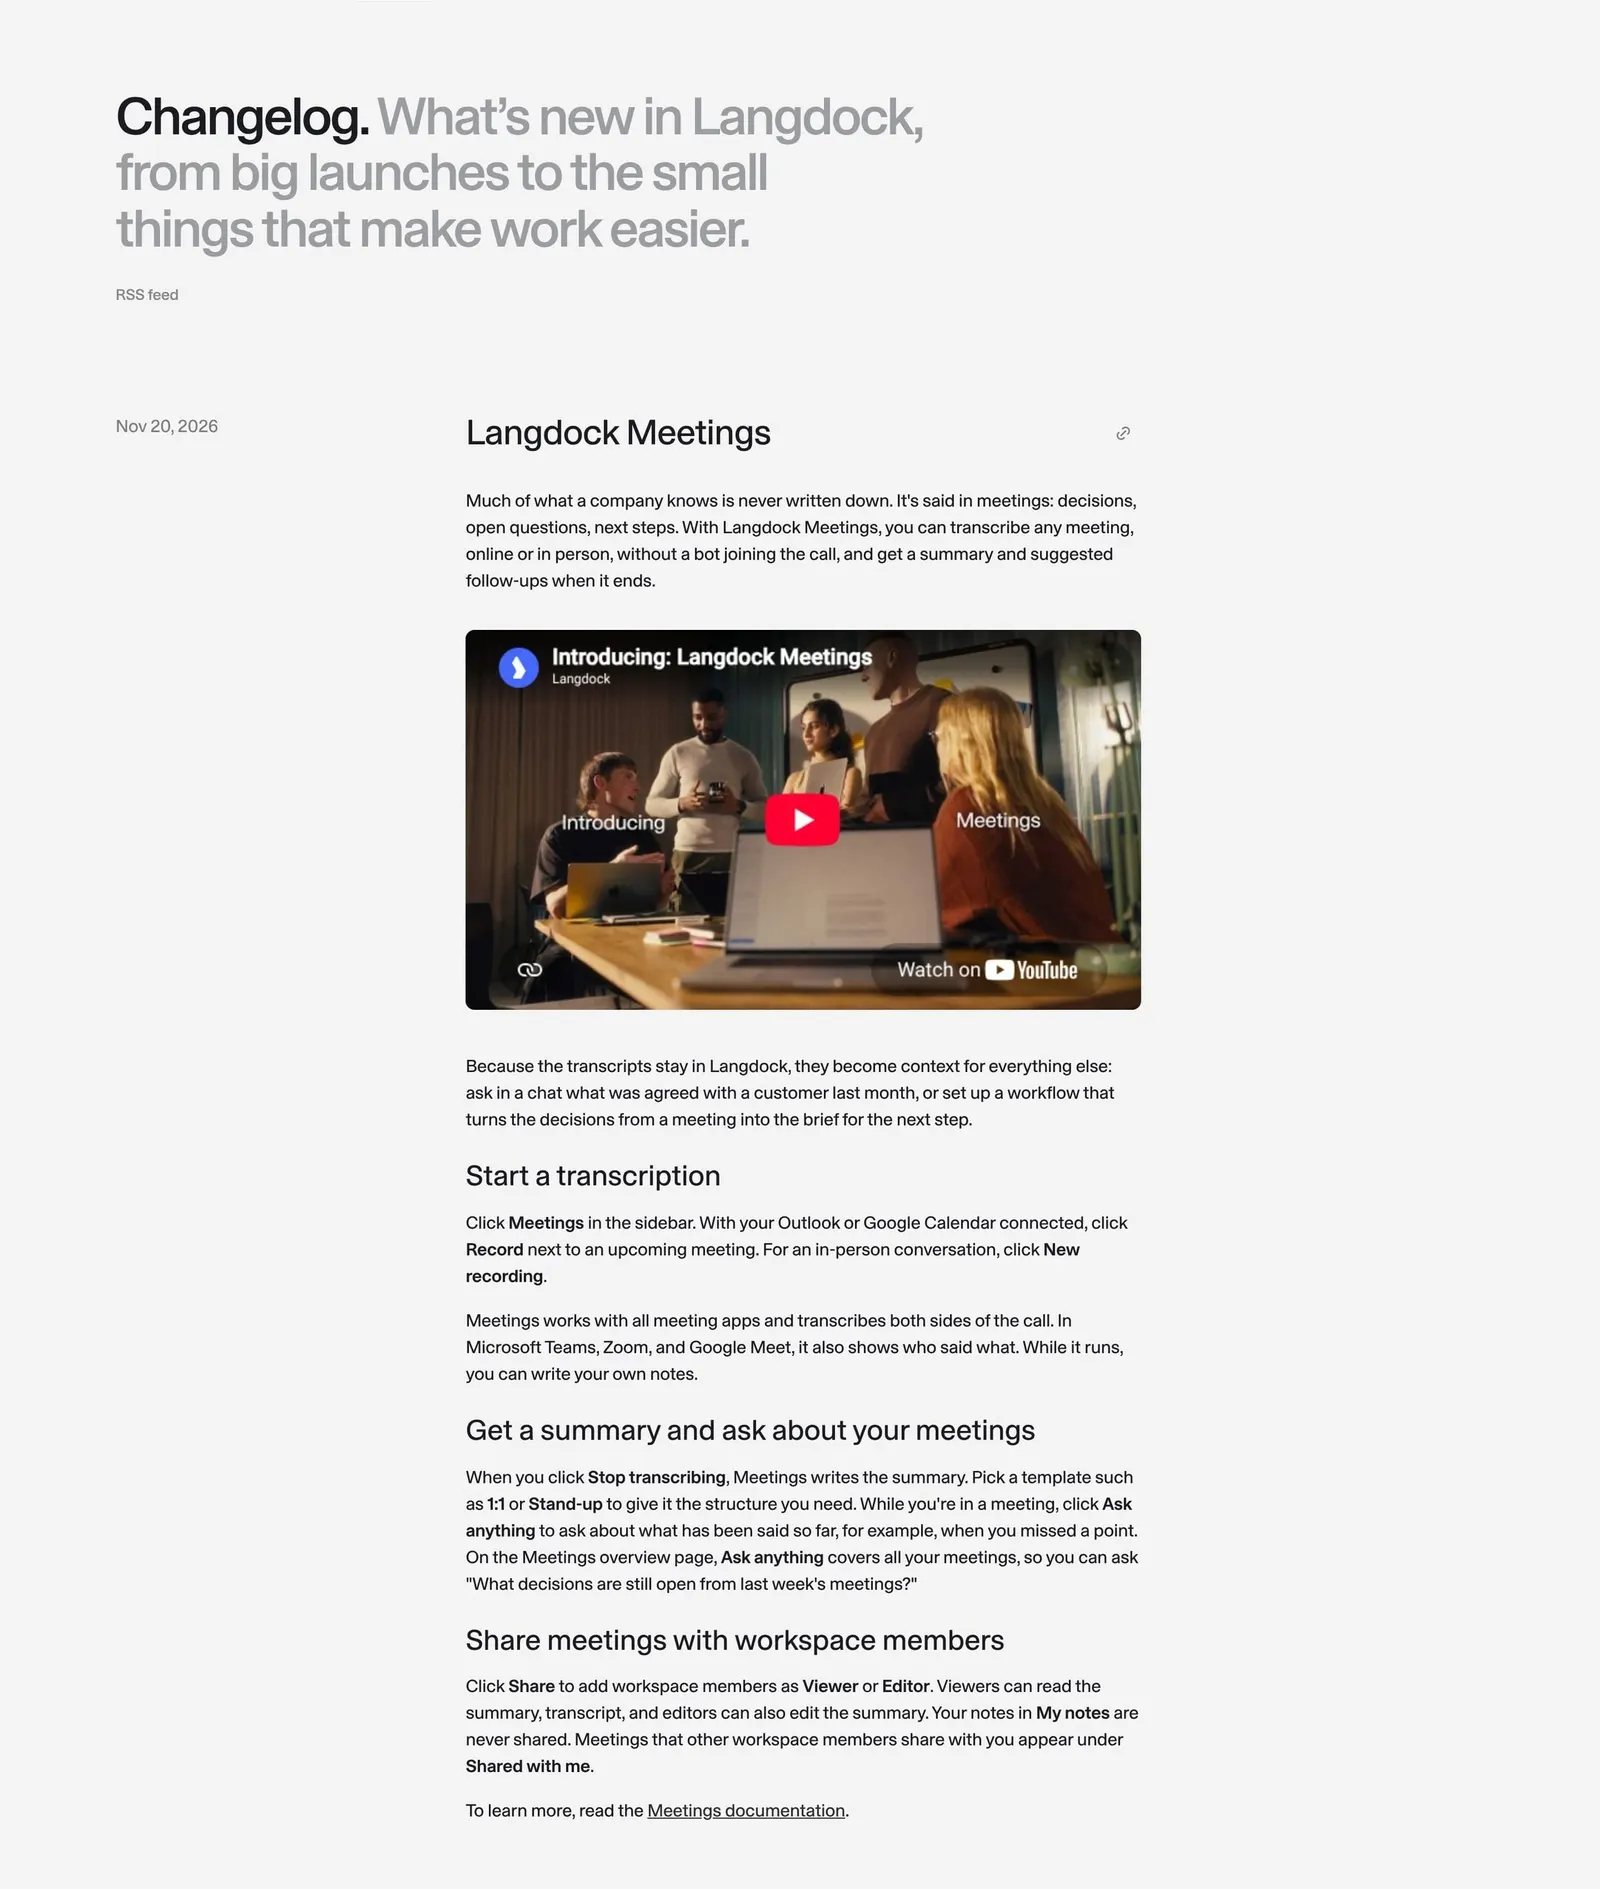 Changelog. What’s new in Langdock,
from big launches to the small
things that make work easier.
RSS feed
Nov 20, 2026
Langdock Meetings
Much of what a company knows is never written down. It's said in meetings: decisions,
open questions, next steps. With Langdock Meetings, you can transcribe any meeting,
online or in person, without a bot joining the call, and get a summary and suggested
follow-ups when it ends.
Introducing: Langdock Meetings
Langdock
Introducing
Meetings
Watch on YouTube
Because the transcripts stay in Langdock, they become context for everything else:
ask in a chat what was agreed with a customer last month, or set up a workflow that
turns the decisions from a meeting into the brief for the next step.
Start a transcription
Click Meetings in the sidebar. With your Outlook or Google Calendar connected, click
Record next to an upcoming meeting. For an in-person conversation, click New
recording.
Meetings works with all meeting apps and transcribes both sides of the call. In
Microsoft Teams, Zoom, and Google Meet, it also shows who said what. While it runs,
you can write your own notes.
Get a summary and ask about your meetings
When you click Stop transcribing, Meetings writes the summary. Pick a template such
as 1:1 or Stand-up to give it the structure you need. While you're in a meeting, click Ask
anything to ask about what has been said so far, for example, when you missed a point.
On the Meetings overview page, Ask anything covers all your meetings, so you can ask
"What decisions are still open from last week's meetings?"
Share meetings with workspace members
Click Share to add workspace members as Viewer or Editor. Viewers can read the
summary, transcript, and editors can also edit the summary. Your notes in My notes are
never shared. Meetings that other workspace members share with you appear under
Shared with me.
To learn more, read the Meetings documentation.